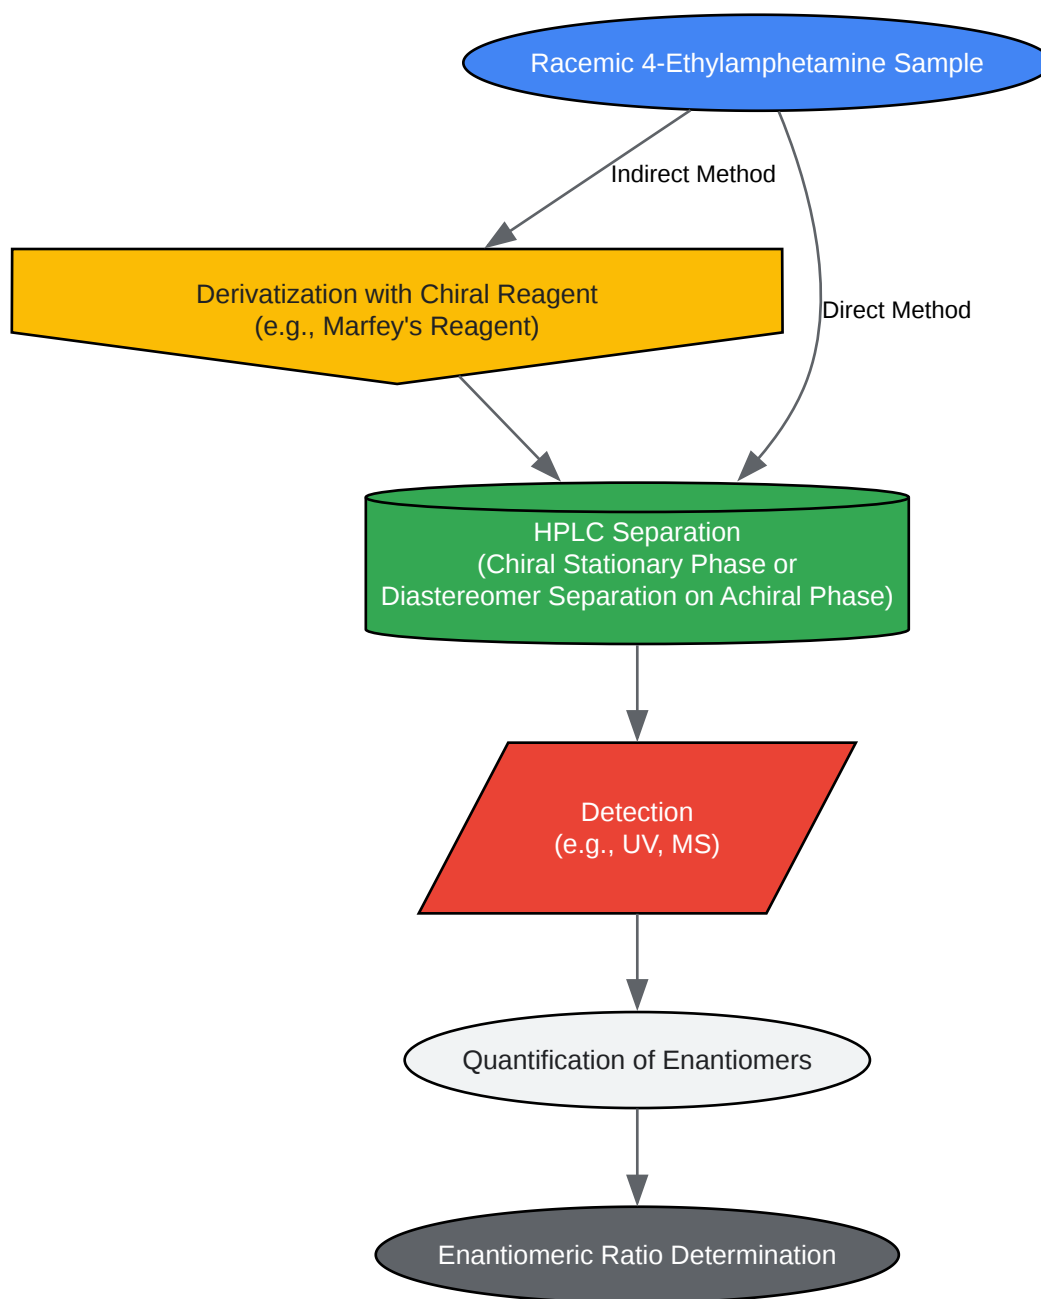 Racemic 4-Ethylamphetamine Sample
Indirect Method
Derivatization with Chiral Reagent
(e.g., Marfey's Reagent)
Direct Method
HPLC Separation
(Chiral Stationary Phase or
Diastereomer Separation on Achiral Phase)
Detection
(e.g., UV, MS)
Quantification of Enantiomers
Enantiomeric Ratio Determination